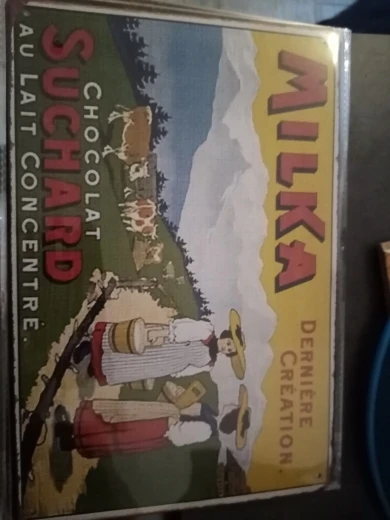 MILKA
DERNIÈRE
CRÉATION.
CHOCOLAT
SUCHARD
AU LAIT CONCENTRÉ.